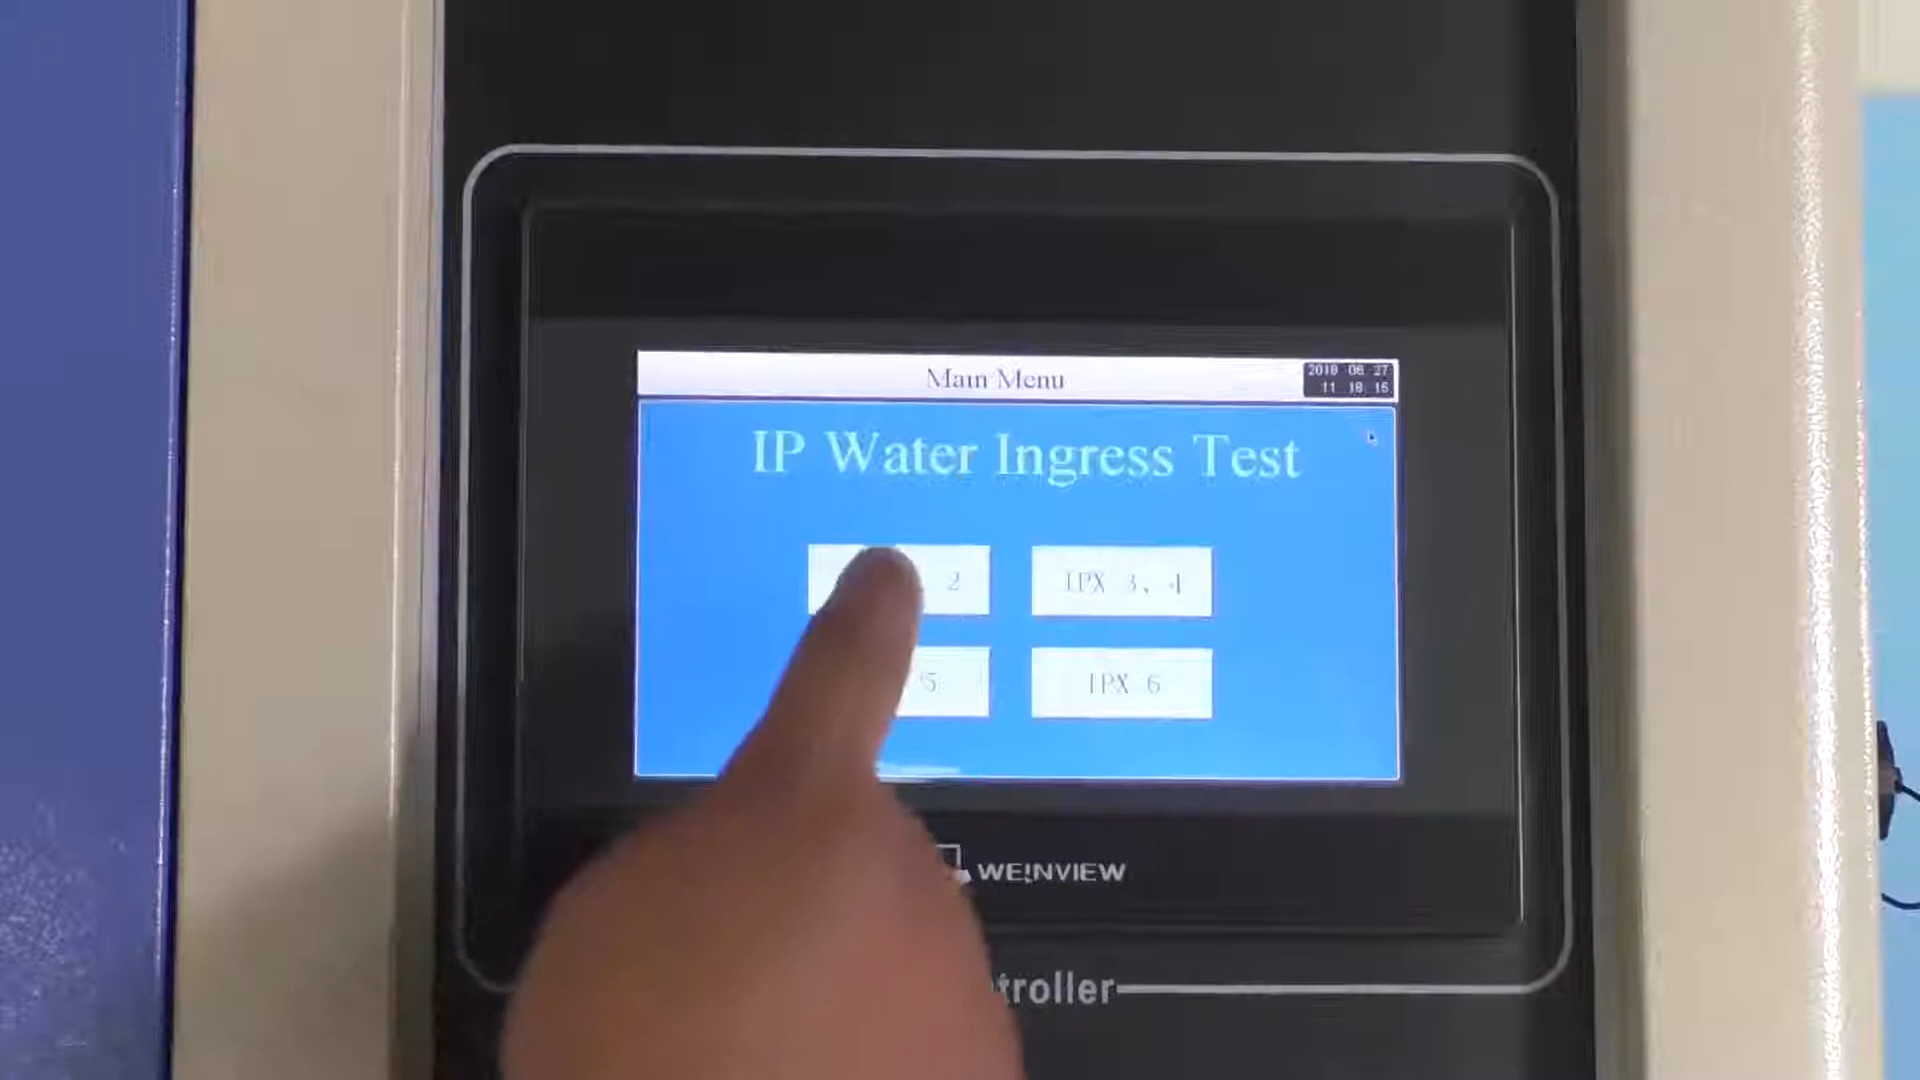 Main Menu
2018 06 27
11 18 15
IP Water Ingress Test
2
IPX 3, 4
5
IPX 6
WEINVIEW
troller